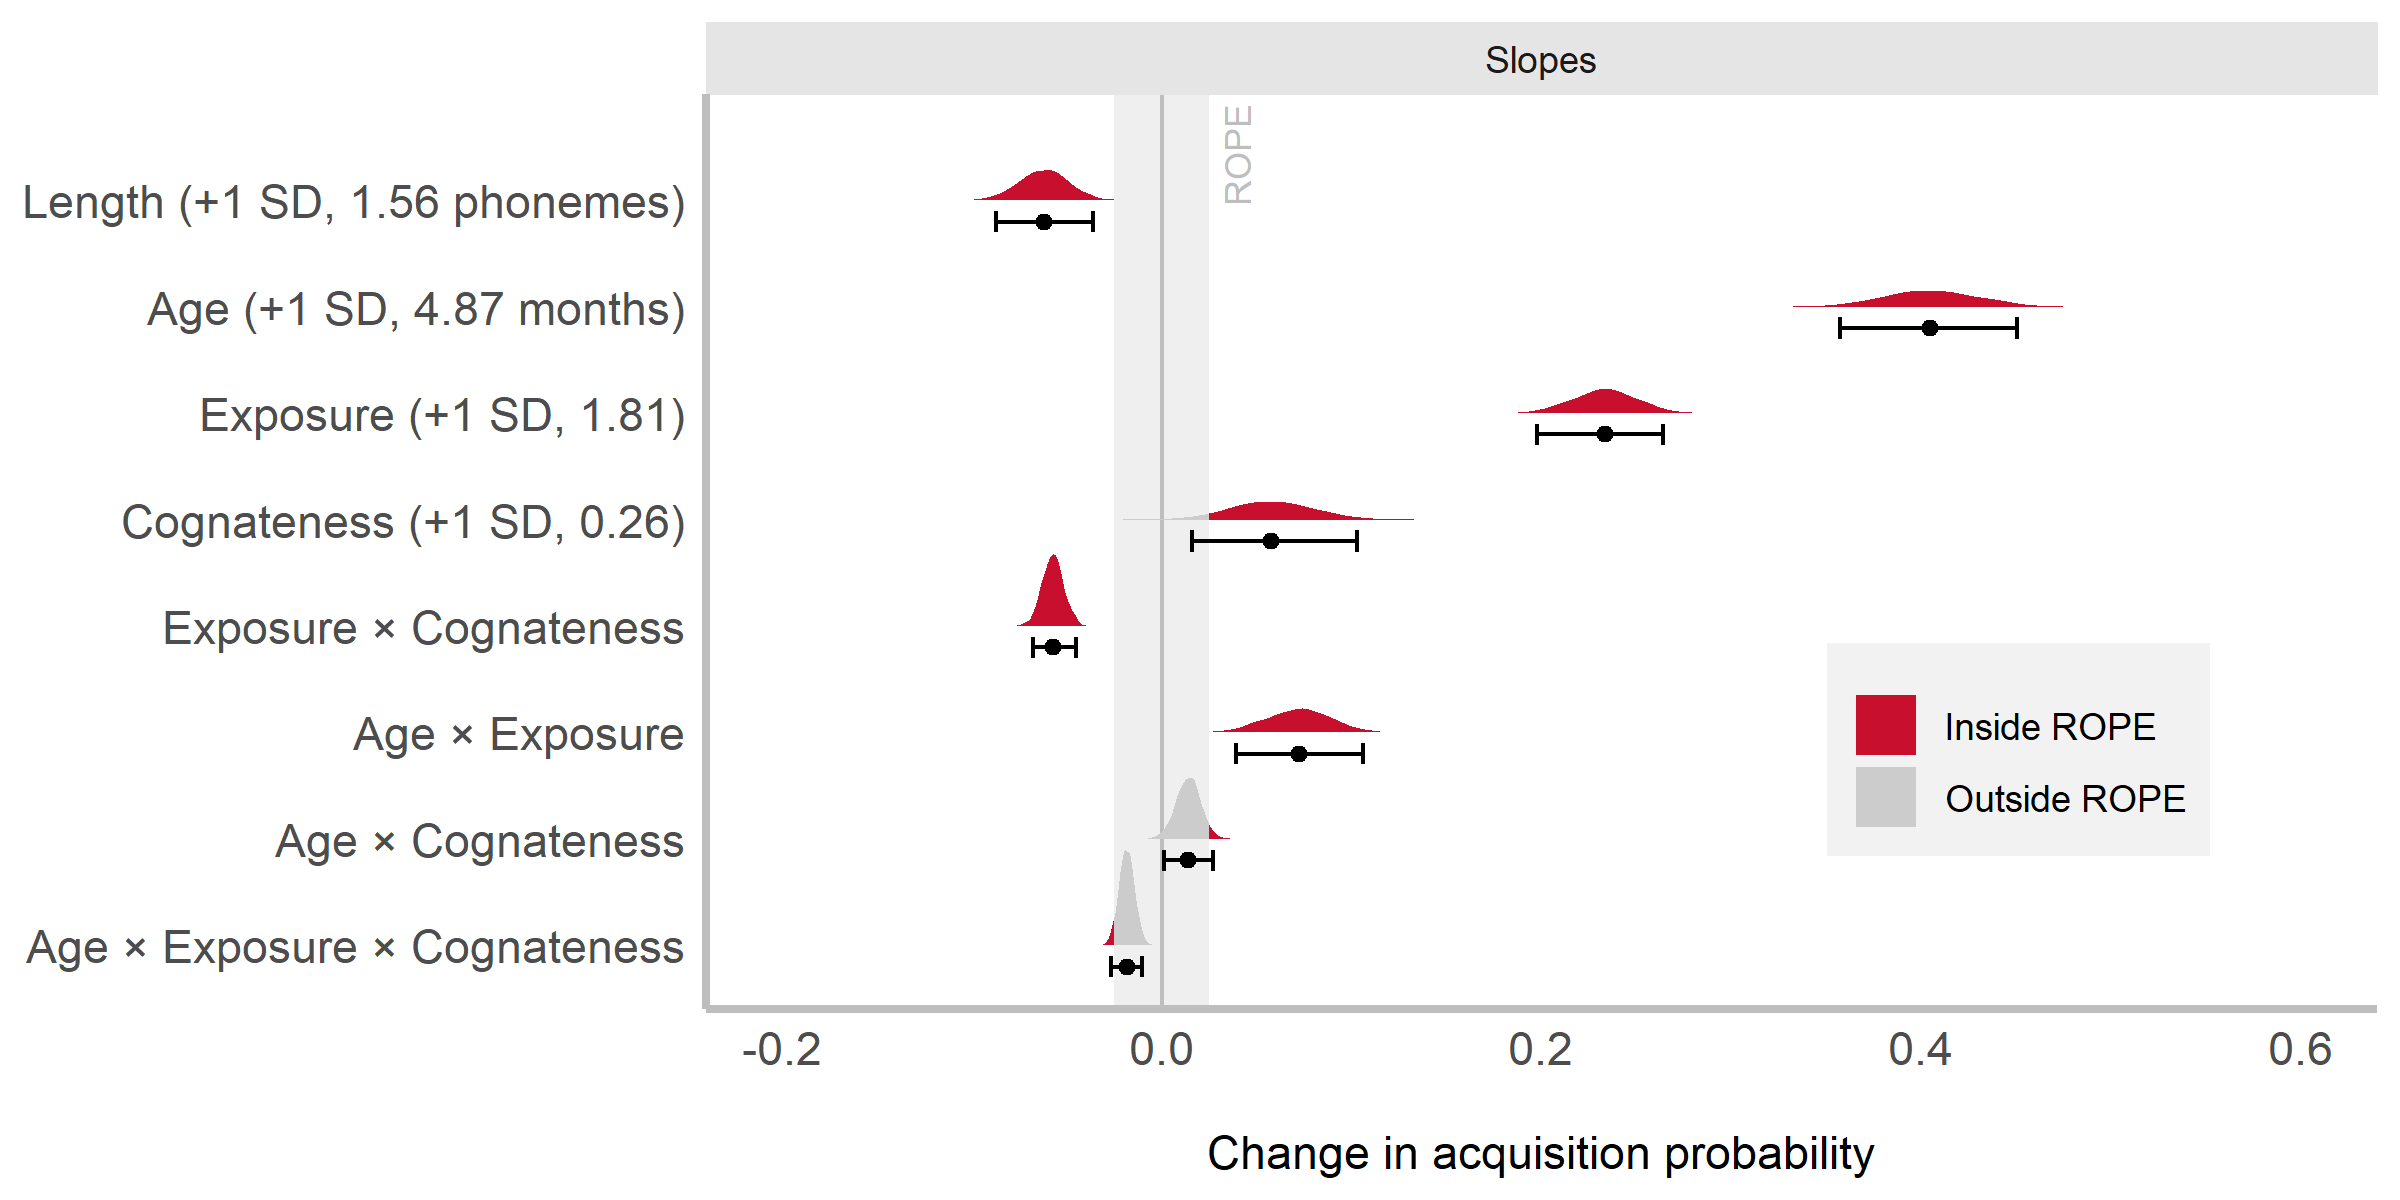 Slopes
ROPE
Length (+1 SD, 1.56 phonemes)
Age (+1 SD, 4.87 months)
Exposure (+1 SD, 1.81)
Cognateness (+1 SD, 0.26)
Exposure × Cognateness
Age × Exposure
Age × Cognateness
Age × Exposure × Cognateness
Inside ROPE
Outside ROPE
-0.2 0.0 0.2 0.4 0.6
Change in acquisition probability